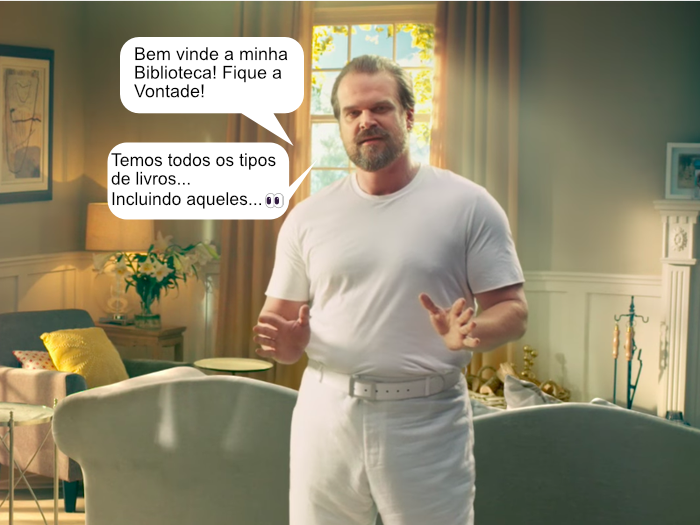 Bem vinde a minha
Biblioteca! Fique a
Vontade!
Temos todos os tipos
de livros...
Incluindo aqueles...👀